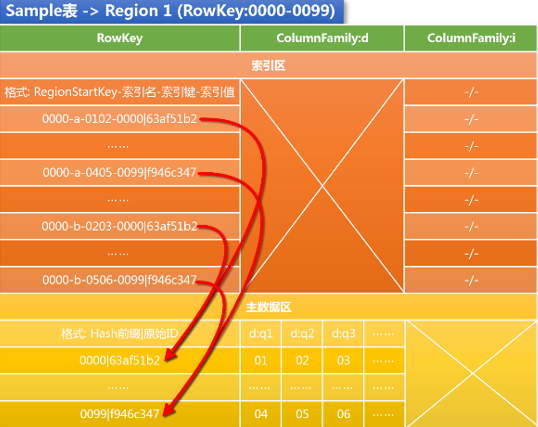 Sample表 -> Region 1 (RowKey:0000-0099)
RowKey ColumnFamily:d ColumnFamily:i
索引区
格式: RegionStartKey-索引名-索引键-索引值 -/-
0000-a-0102-0000|63af51b2 -/-
…… -/-
0000-a-0405-0099|f946c347 -/-
…… -/-
0000-b-0203-0000|63af51b2 -/-
…… -/-
0000-b-0506-0099|f946c347 -/-
主数据区
格式: Hash前缀|原始ID d:q1 d:q2 d:q3 ……
0000|63af51b2 01 02 03 ……
…… …… …… …… ……
0099|f946c347 04 05 06 ……